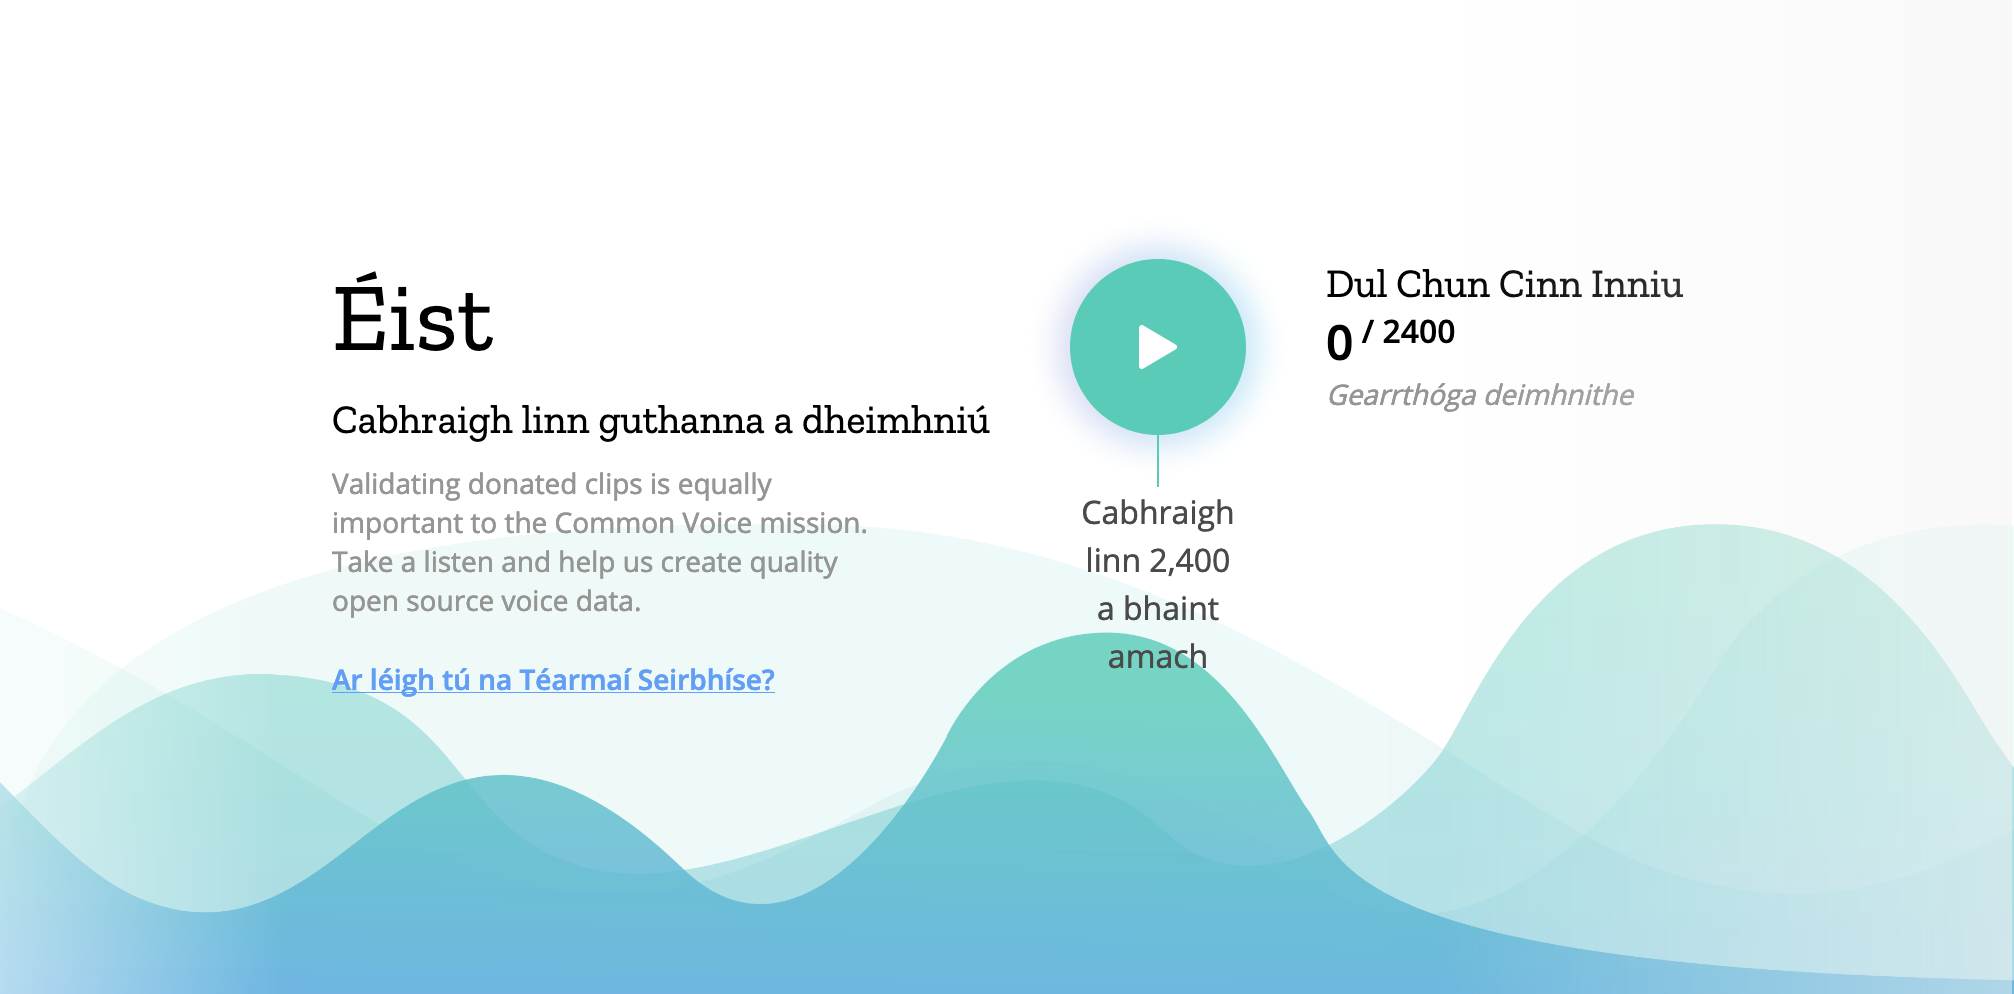 Éist
Cabhraigh linn guthanna a dheimhniú
Validating donated clips is equally
important to the Common Voice mission.
Take a listen and help us create quality
open source voice data.
Ar léigh tú na Téarmaí Seirbhíse?
Cabhraigh
linn 2,400
a bhaint
amach
Dul Chun Cinn Inniu
0 / 2400
Gearrthóga deimhnithe